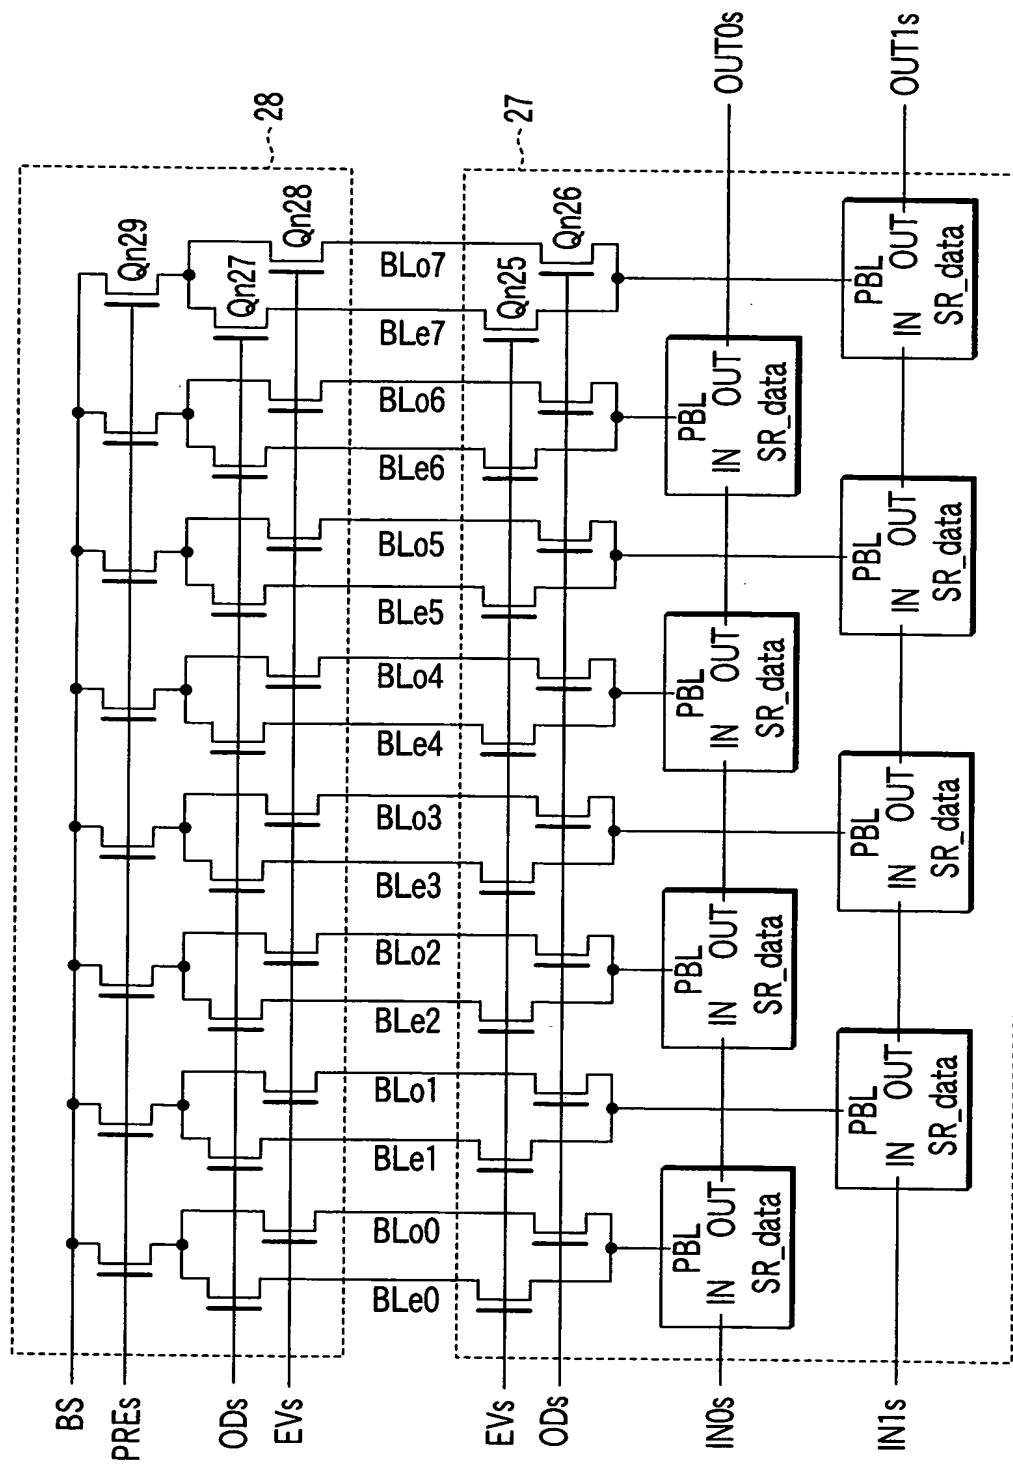 BS
PREs
ODs
EVs
EVs
ODs
IN0s
IN1s
28
27
Qn29
Qn27
Qn28
Qn25
Qn26
BLe0
BLo0
BLe1
BLo1
BLe2
BLo2
BLe3
BLo3
BLe4
BLo4
BLe5
BLo5
BLe6
BLo6
BLe7
BLo7
PBL
IN OUT
SR_data
PBL
IN OUT
SR_data
PBL
IN OUT
SR_data
PBL
IN OUT
SR_data
OUT0s
PBL
IN OUT
SR_data
PBL
IN OUT
SR_data
PBL
IN OUT
SR_data
PBL
IN OUT
SR_data
OUT1s